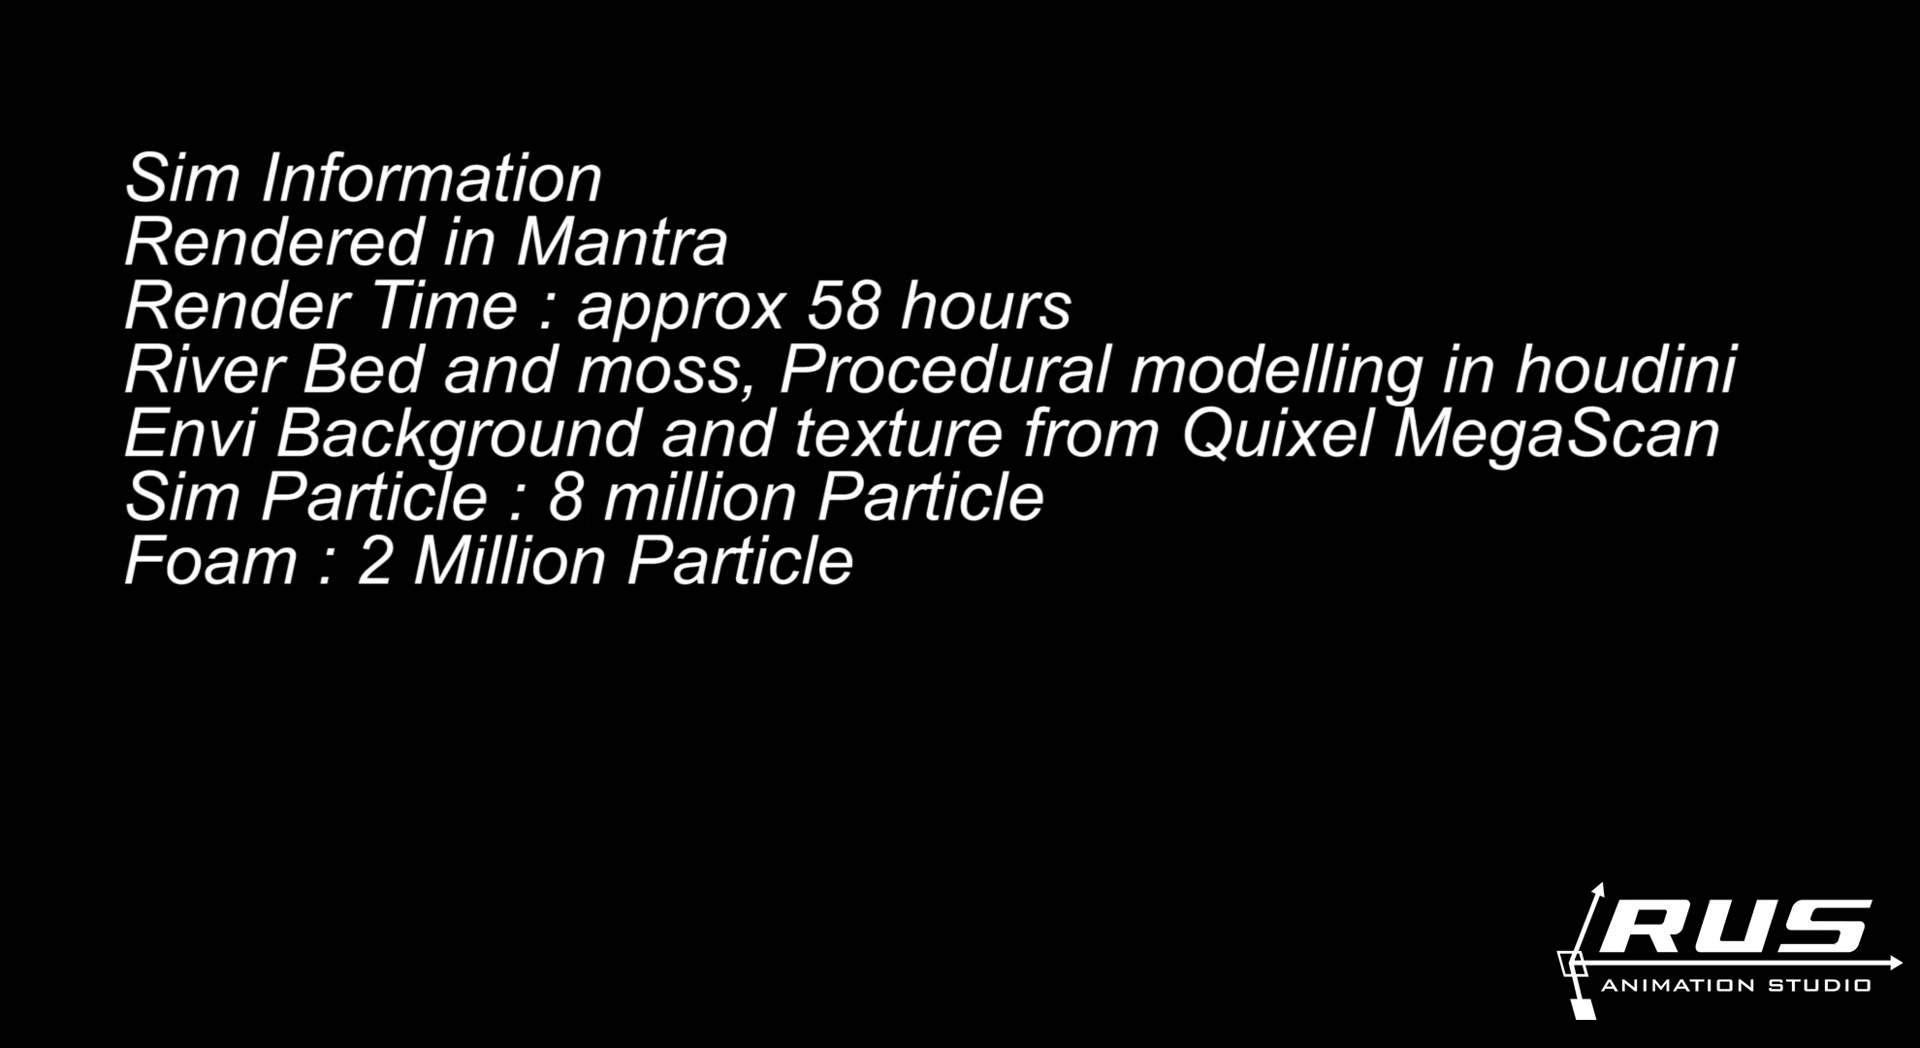 Sim Information
Rendered in Mantra
Render Time : approx 58 hours
River Bed and moss, Procedural modelling in houdini
Envi Background and texture from Quixel MegaScan
Sim Particle : 8 million Particle
Foam : 2 Million Particle
RUS
ANIMATION STUDIO